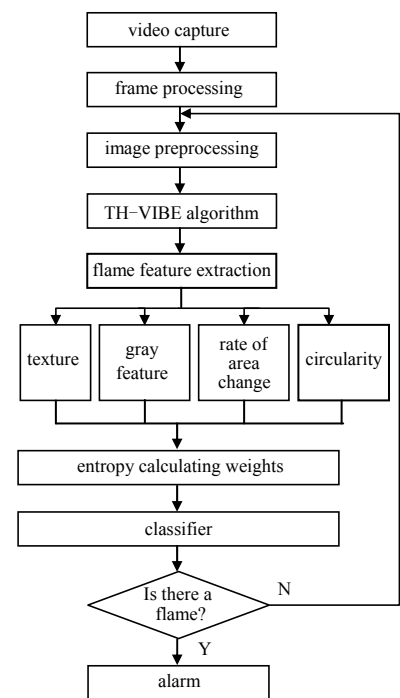 video capture
frame processing
image preprocessing
TH−VIBE algorithm
flame feature extraction
texture
gray
feature
rate of
area
change
circularity
entropy calculating weights
classifier
Is there a
flame?
N
Y
alarm